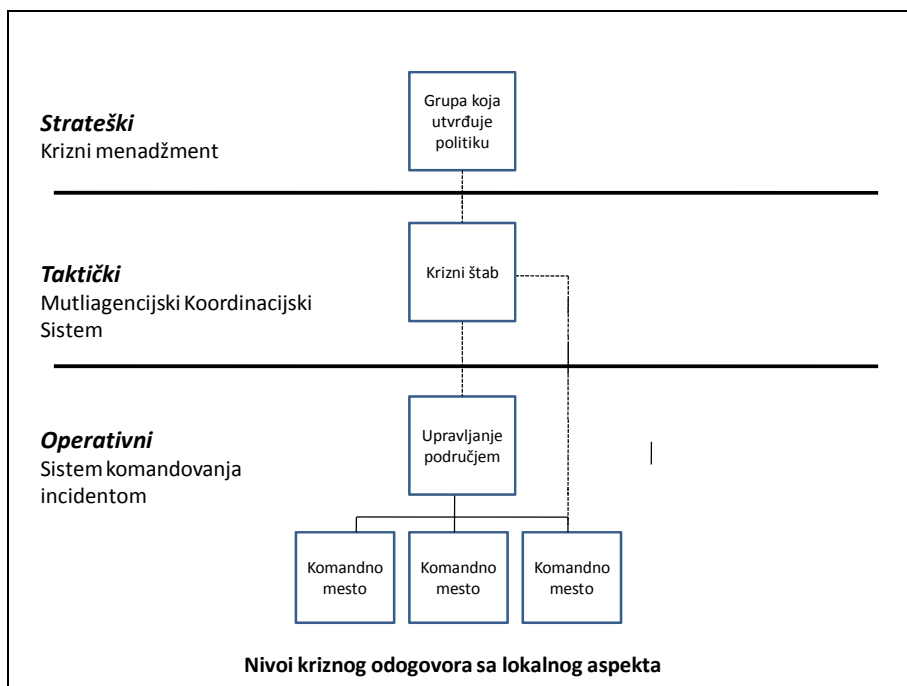 Grupa koja
utvrđuje
politiku
Strateški
Krizni menadžment
Krizni štab
Taktički
Mutliagencijski Koordinacijski
Sistem
Upravljanje
područjem
Operativni
Sistem komandovanja
incidentom
Komandno
mesto
Komandno
mesto
Komandno
mesto
Nivoi kriznog odogovora sa lokalnog aspekta